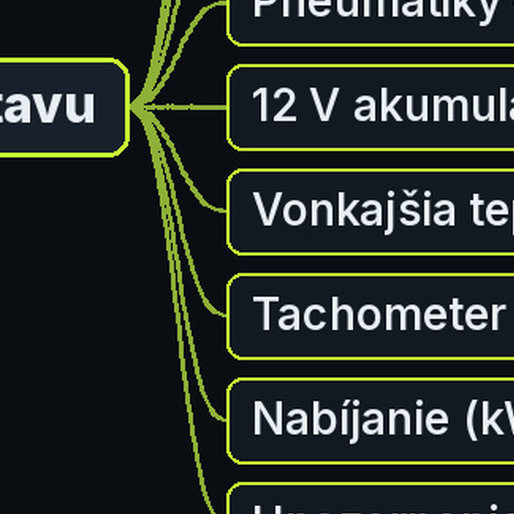 Pneumatiky
tavu
12 V akumula
Vonkajšia tep
Tachometer
Nabíjanie (kW